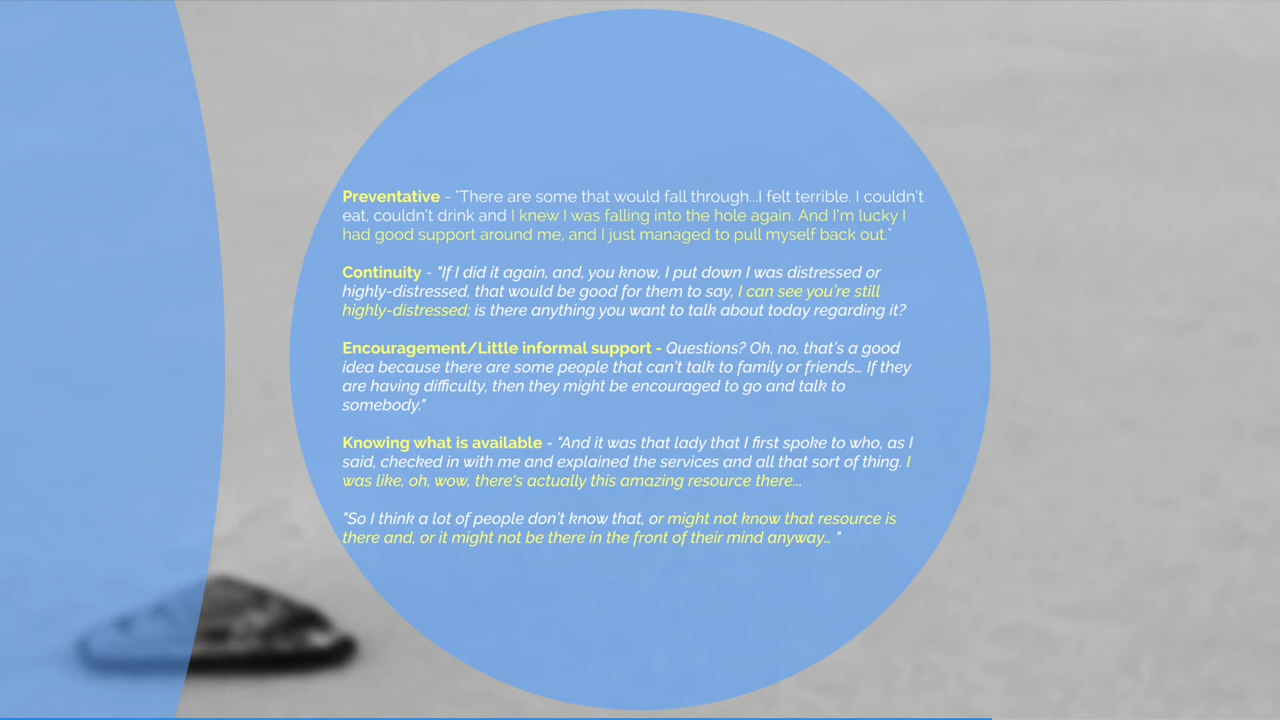 Preventative - "There are some that would fall through...I felt terrible. I couldn't
eat, couldn't drink and I knew I was falling into the hole again. And I'm lucky I
had good support around me, and I just managed to pull myself back out."
Continuity - "If I did it again, and, you know, I put down I was distressed or
highly-distressed, that would be good for them to say, I can see you're still
highly-distressed; is there anything you want to talk about today regarding it?
Encouragement/Little informal support - Questions? Oh, no, that's a good
idea because there are some people that can't talk to family or friends... If they
are having difficulty, then they might be encouraged to go and talk to
somebody."
Knowing what is available - "And it was that lady that I first spoke to who, as I
said, checked in with me and explained the services and all that sort of thing. I
was like, oh, wow, there's actually this amazing resource there...
"So I think a lot of people don't know that, or might not know that resource is
there and, or it might not be there in the front of their mind anyway... "